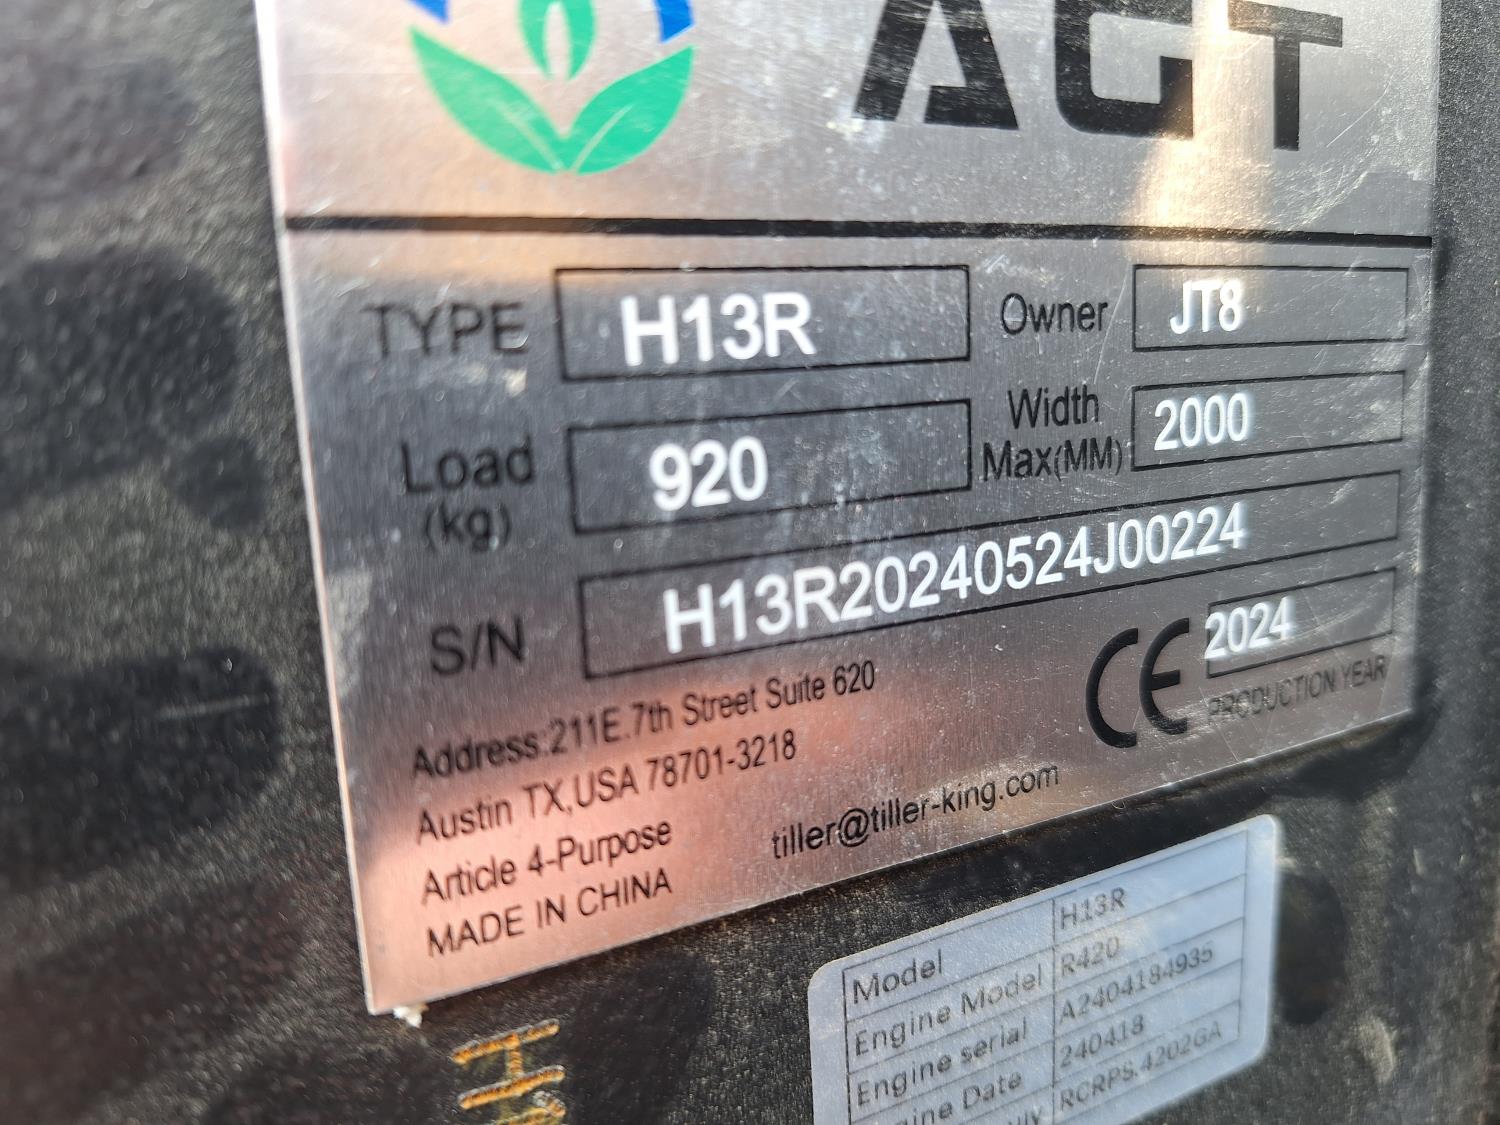 AGT
TYPE H13R Owner JT8
Load (kg) 920 Width Max(MM) 2000
S/N H13R20240524J00224
CE 2024
PRODUCTION YEAR
Address:211E.7th Street Suite 620
Austin TX,USA 78701-3218
Article 4-Purpose
MADE IN CHINA
tiller@tiller-king.com
Model H13R
Engine Model R420
Engine serial A2404184935
Date 240418
RCRPS.4202GA
H